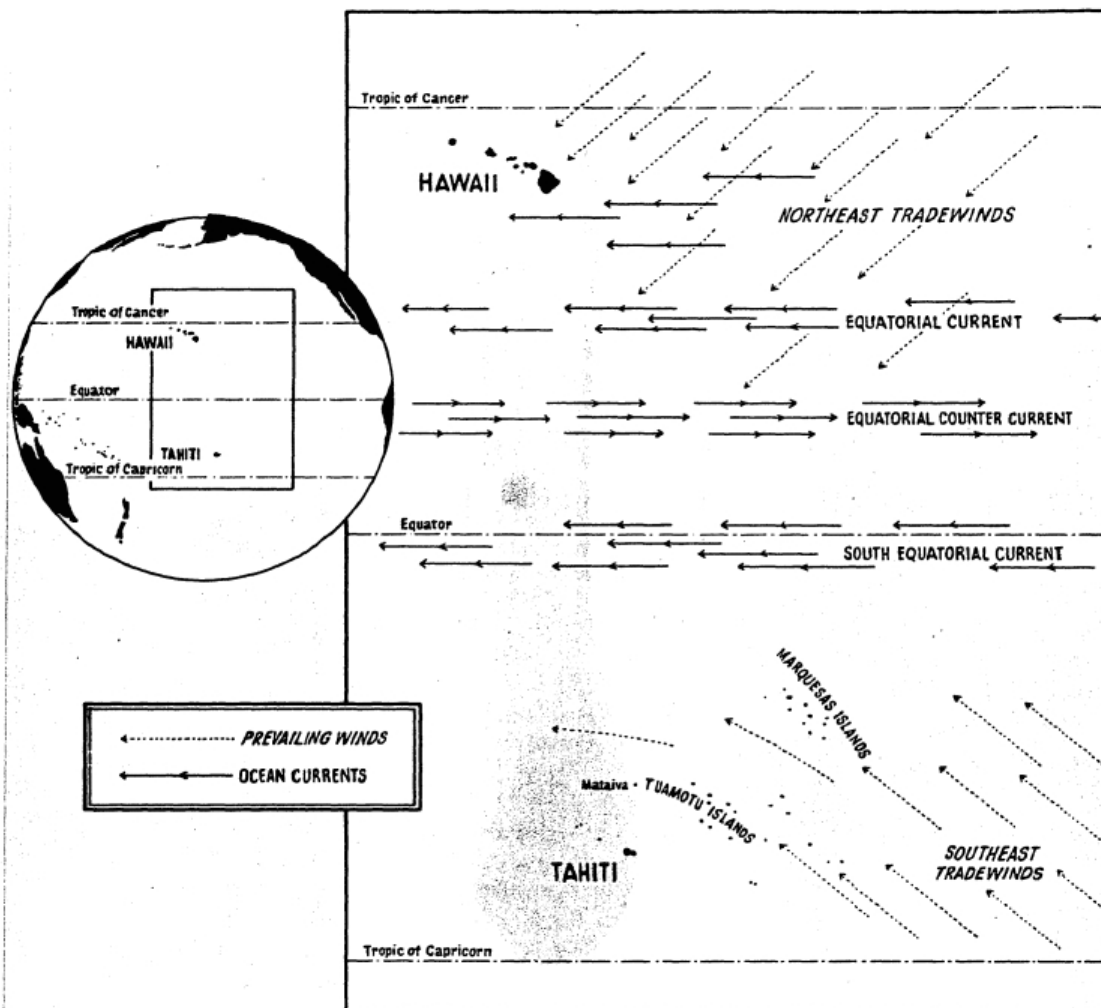 Tropic of Cancer
HAWAII
NORTHEAST TRADEWINDS
EQUATORIAL CURRENT
EQUATORIAL COUNTER CURRENT
Equator
SOUTH EQUATORIAL CURRENT
MARQUESAS ISLANDS
Mataiva
TUAMOTU ISLANDS
TAHITI
SOUTHEAST
TRADEWINDS
Tropic of Capricorn
Tropic of Cancer
HAWAII
Equator
TAHITI
Tropic of Capricorn
PREVAILING WINDS
OCEAN CURRENTS